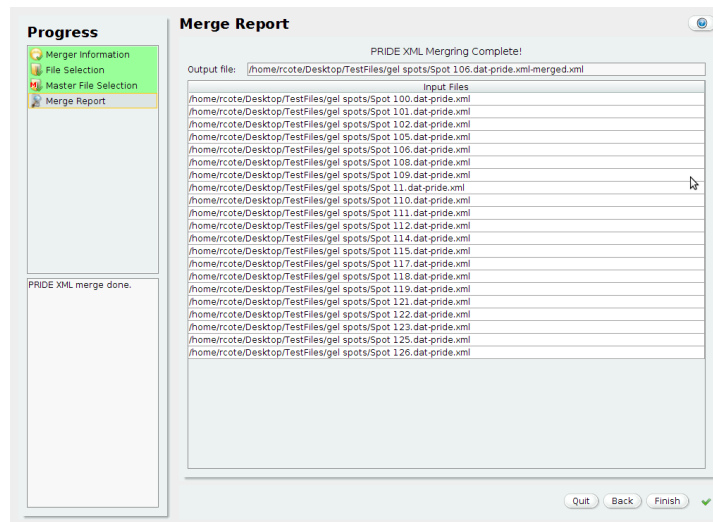 Progress
Merger Information
File Selection
Master File Selection
Merge Report
PRIDE XML merge done.
Merge Report
PRIDE XML Mergring Complete!
Output file: /home/rcote/Desktop/TestFiles/gel spots/Spot 106.dat-pride.xml-merged.xml
Input Files
/home/rcote/Desktop/TestFiles/gel spots/Spot 100.dat-pride.xml
/home/rcote/Desktop/TestFiles/gel spots/Spot 101.dat-pride.xml
/home/rcote/Desktop/TestFiles/gel spots/Spot 102.dat-pride.xml
/home/rcote/Desktop/TestFiles/gel spots/Spot 105.dat-pride.xml
/home/rcote/Desktop/TestFiles/gel spots/Spot 106.dat-pride.xml
/home/rcote/Desktop/TestFiles/gel spots/Spot 108.dat-pride.xml
/home/rcote/Desktop/TestFiles/gel spots/Spot 109.dat-pride.xml
/home/rcote/Desktop/TestFiles/gel spots/Spot 11.dat-pride.xml
/home/rcote/Desktop/TestFiles/gel spots/Spot 110.dat-pride.xml
/home/rcote/Desktop/TestFiles/gel spots/Spot 111.dat-pride.xml
/home/rcote/Desktop/TestFiles/gel spots/Spot 112.dat-pride.xml
/home/rcote/Desktop/TestFiles/gel spots/Spot 114.dat-pride.xml
/home/rcote/Desktop/TestFiles/gel spots/Spot 115.dat-pride.xml
/home/rcote/Desktop/TestFiles/gel spots/Spot 117.dat-pride.xml
/home/rcote/Desktop/TestFiles/gel spots/Spot 118.dat-pride.xml
/home/rcote/Desktop/TestFiles/gel spots/Spot 119.dat-pride.xml
/home/rcote/Desktop/TestFiles/gel spots/Spot 121.dat-pride.xml
/home/rcote/Desktop/TestFiles/gel spots/Spot 122.dat-pride.xml
/home/rcote/Desktop/TestFiles/gel spots/Spot 123.dat-pride.xml
/home/rcote/Desktop/TestFiles/gel spots/Spot 125.dat-pride.xml
/home/rcote/Desktop/TestFiles/gel spots/Spot 126.dat-pride.xml
Quit Back Finish